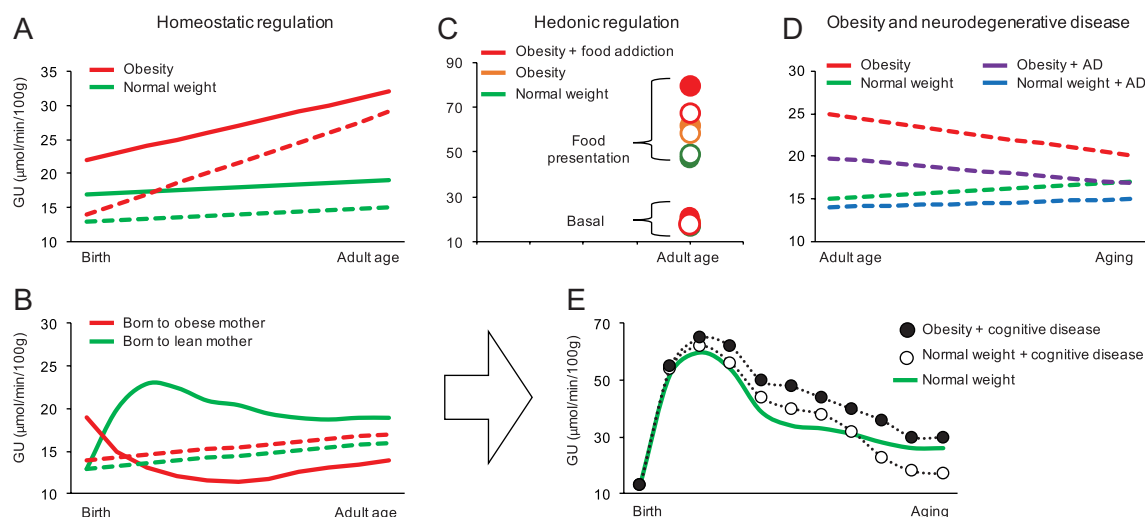 A
Homeostatic regulation
Obesity
Normal weight
GU (μmol/min/100g)
35
30
25
20
15
10
Birth
Adult age
C
Hedonic regulation
Obesity + food addiction
Obesity
Normal weight
90
70
50
30
10
Food
presentation
Basal
Adult age
D
Obesity and neurodegenerative disease
Obesity
Normal weight
Obesity + AD
Normal weight + AD
GU (μmol/min/100g)
30
25
20
15
10
Adult age
Aging
B
Born to obese mother
Born to lean mother
GU (μmol/min/100g)
30
25
20
15
10
Birth
Adult age
E
Obesity + cognitive disease
Normal weight + cognitive disease
Normal weight
GU (μmol/min/100g)
70
50
30
10
Birth
Aging